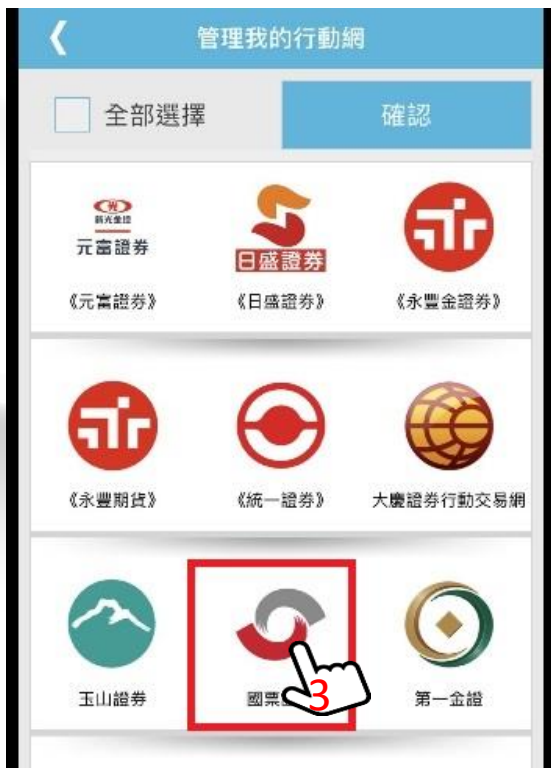 管理我的行動網
全部選擇
確認
新光金控
元富證券
日盛證券
《元富證券》
《日盛證券》
《永豐金證券》
《永豐期貨》
《統一證券》
大慶證券行動交易網
玉山證券
國票
3
第一金證